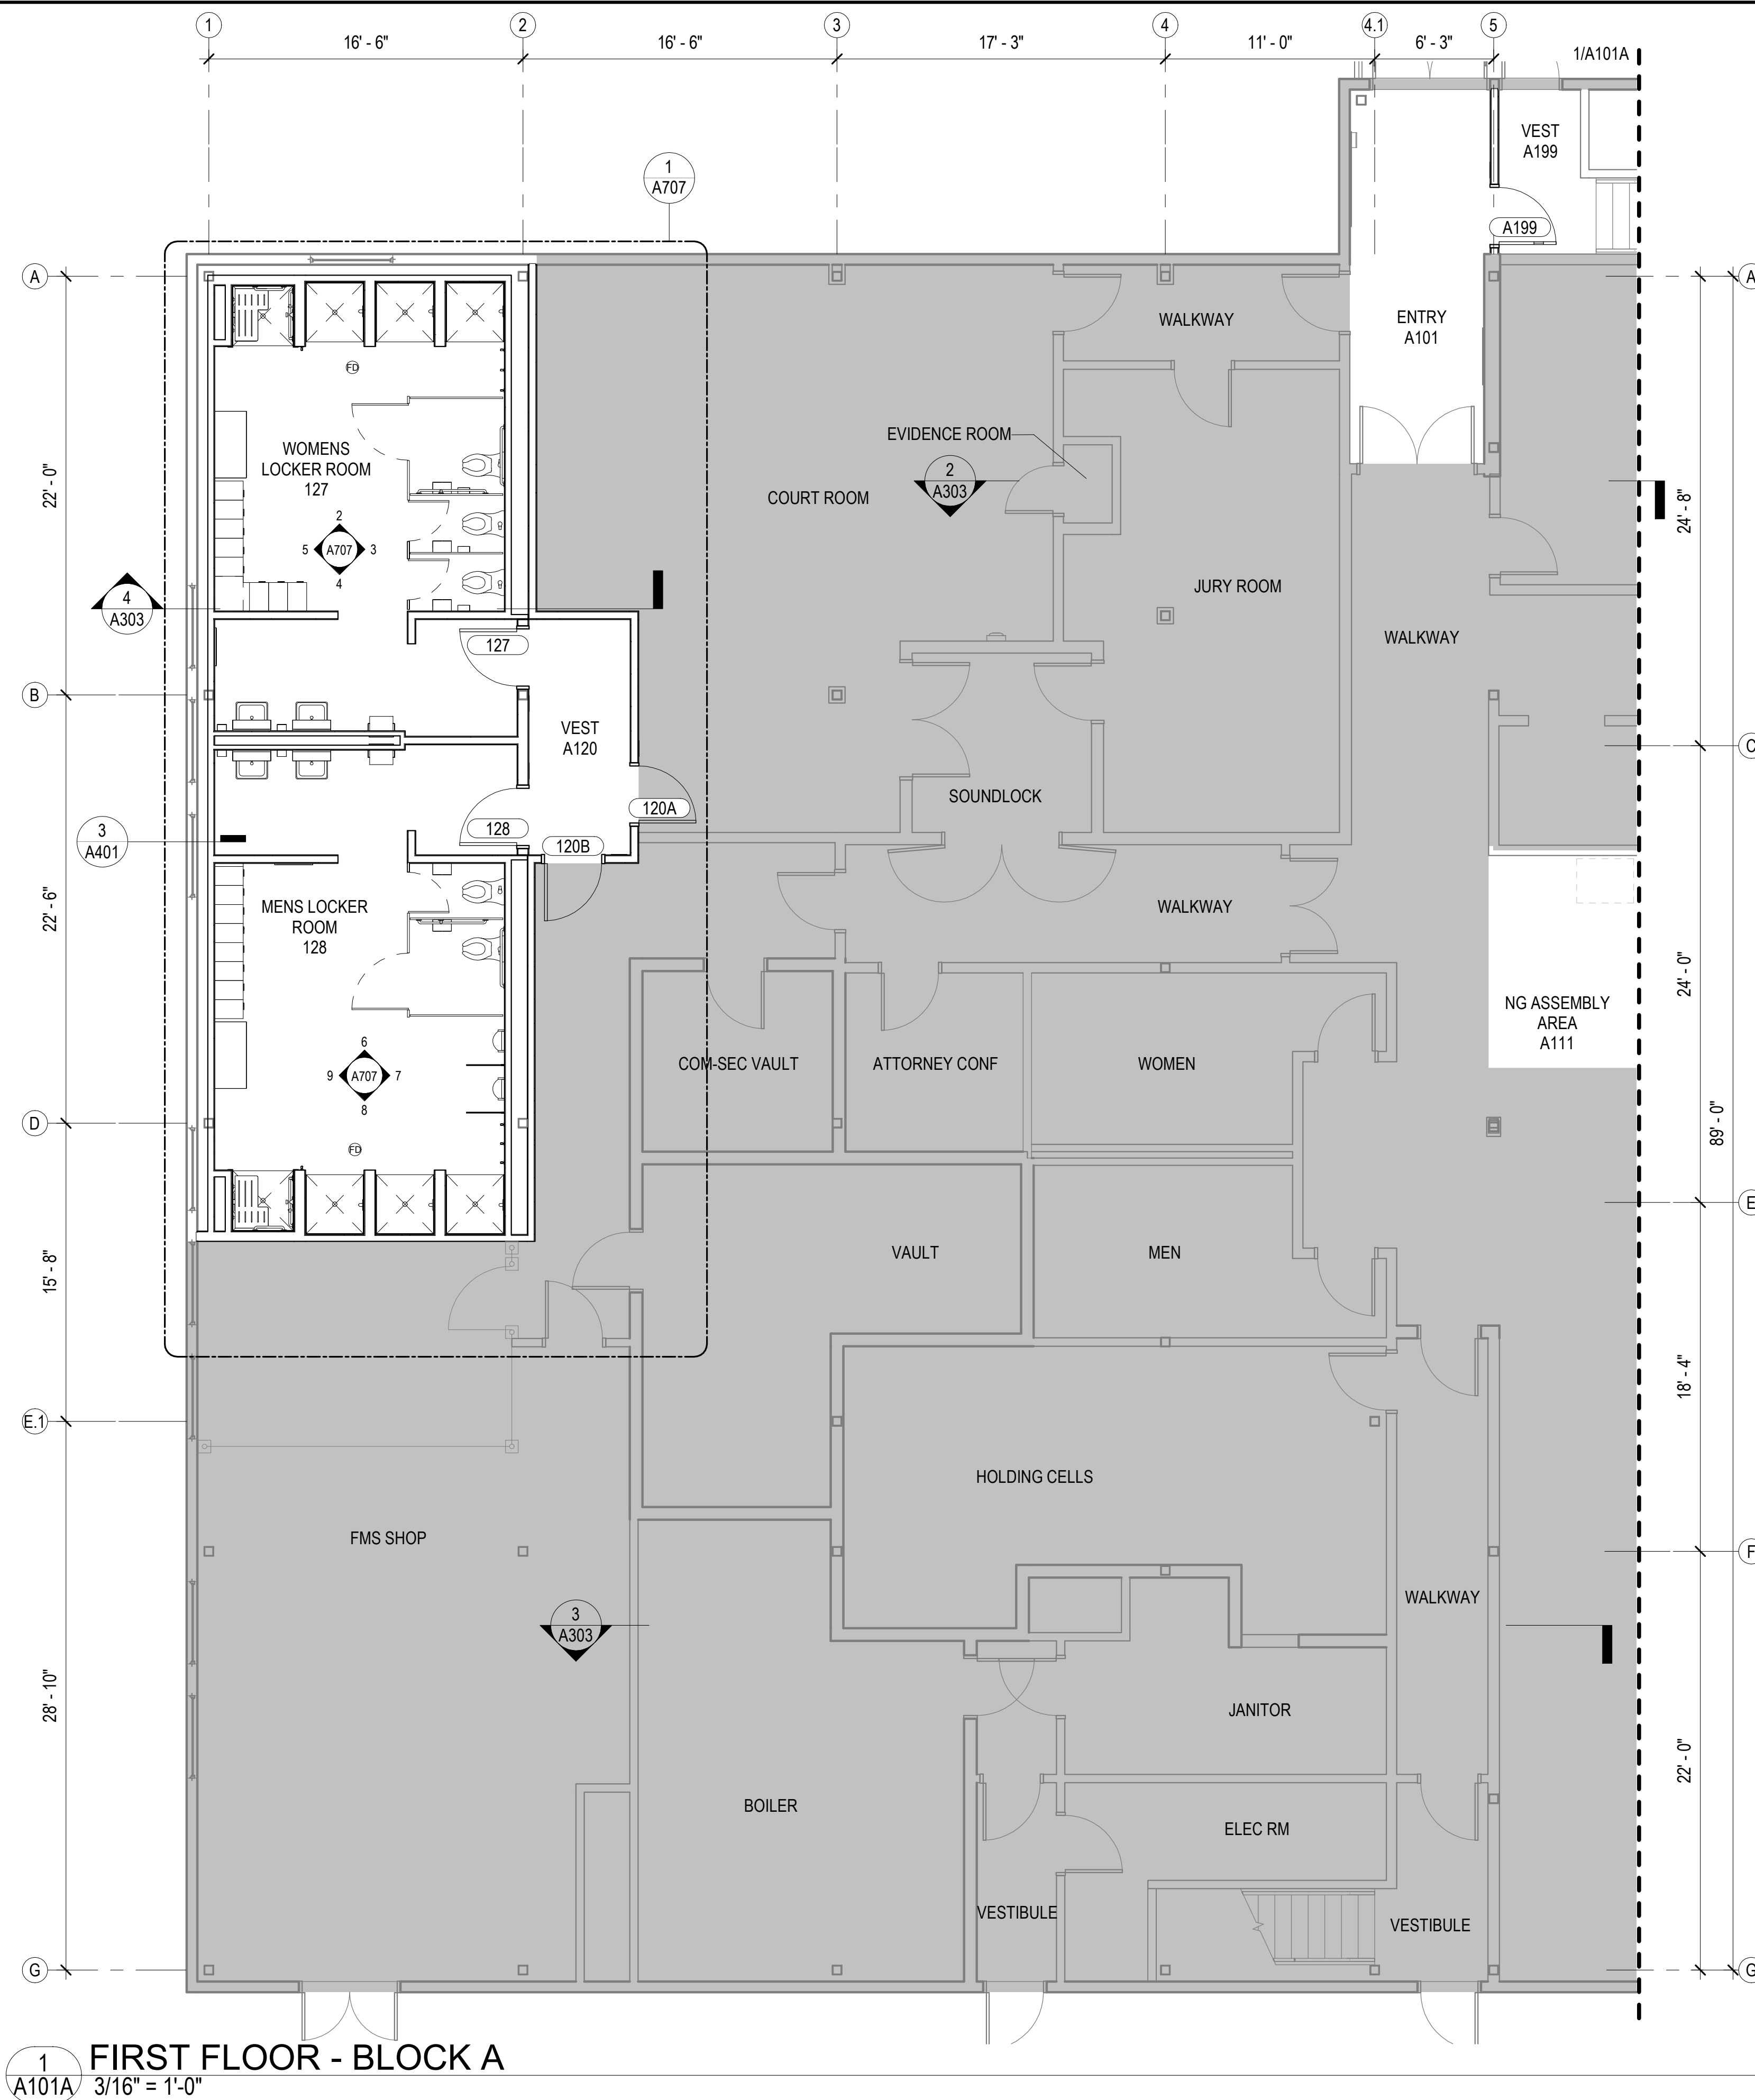 1
2
3
4
4.1
5
16' - 6"
16' - 6"
17' - 3"
11' - 0"
6' - 3"
1/A101A
1
A707
VEST
A199
A199
A
A
WALKWAY
ENTRY
A101
FD
WOMENS
LOCKER ROOM
127
EVIDENCE ROOM
2
A303
COURT ROOM
22' - 0"
24' - 8"
2
5
A707
3
4
4
A303
JURY ROOM
WALKWAY
127
B
VEST
A120
C
SOUNDLOCK
120A
128
120B
3
A401
22' - 6"
MENS LOCKER
ROOM
128
WALKWAY
24' - 0"
NG ASSEMBLY
AREA
A111
COM-SEC VAULT
ATTORNEY CONF
WOMEN
6
9
A707
7
8
D
89' - 0"
FD
E
15' - 8"
VAULT
MEN
18' - 4"
E.1
HOLDING CELLS
FMS SHOP
F
WALKWAY
3
A303
28' - 10"
JANITOR
22' - 0"
BOILER
ELEC RM
VESTIBULE
VESTIBULE
G
G
1
A101A
FIRST FLOOR - BLOCK A
3/16" = 1'-0"